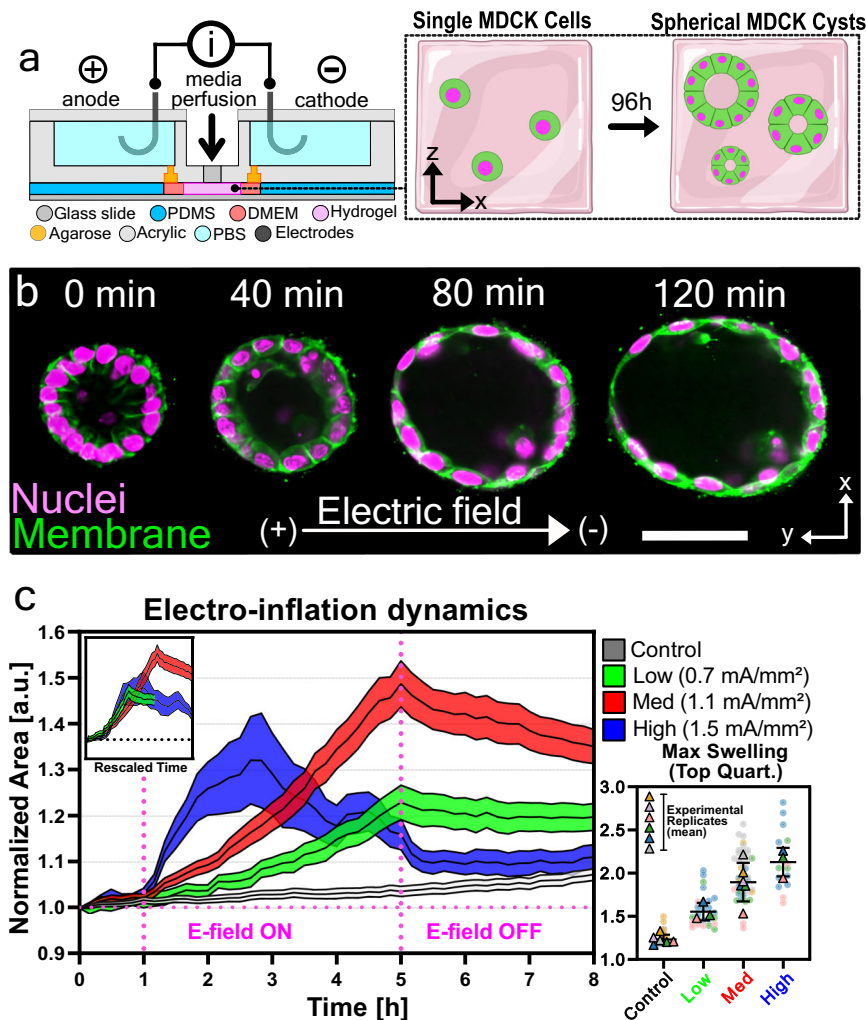 a
i
+
anode
media
perfusion
−
cathode
Glass slide
PDMS
DMEM
Hydrogel
Agarose
Acrylic
PBS
Electrodes
Single MDCK Cells
Spherical MDCK Cysts
96h
z
x
b
0 min
40 min
80 min
120 min
Nuclei
Membrane
Electric field
(+)
(-)
x
y
c
Electro-inflation dynamics
Normalized Area [a.u.]
1.6
1.5
1.4
1.3
1.2
1.1
1.0
0.9
Rescaled Time
E-field ON
E-field OFF
0
1
2
3
4
5
6
7
8
Time [h]
Control
Low (0.7 mA/mm²)
Med (1.1 mA/mm²)
High (1.5 mA/mm²)
Max Swelling
(Top Quart.)
3.0
2.5
2.0
1.5
1.0
Experimental
Replicates
(mean)
Control
Low
Med
High